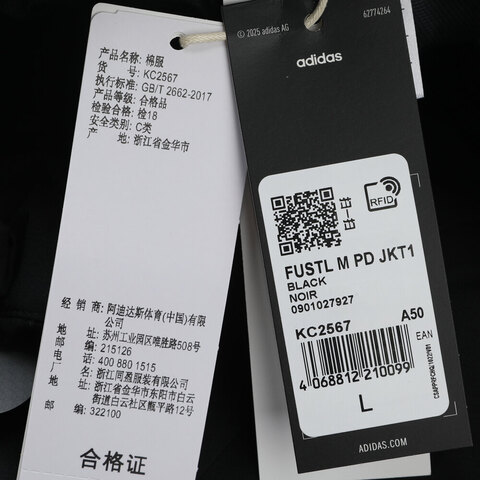 产品名称: 棉服
货 号: KC2567
执行标准: GB/T 2662-2017
产品等级: 合格品
检验合格: 检18
安全类别: C类
产 地: 浙江省金华市
经 销 商: 阿迪达斯体育(中国)有限
公司
地 址: 苏州工业园区唯胜路508号
邮 编: 215126
电 话: 400 880 1515
厂 名: 浙江同盈服装有限公司
厂 址: 浙江省金华市东阳市白云
街道白云社区甑平路12号
邮 编: 322100
合格证
© 2025 adidas AG
62774264
adidas
RFID
FUSTL M PD JKT1
BLACK
NOIR
0901027927
KC2567 A50
EAN
4 068812 210099
L
ADIDAS.COM